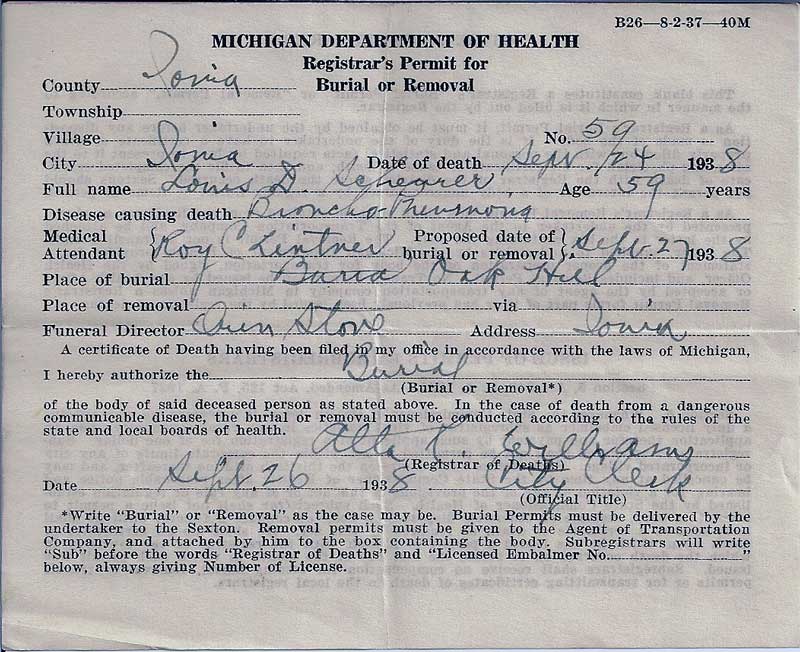 B26—8-2-37—40M
MICHIGAN DEPARTMENT OF HEALTH
Registrar's Permit for
Burial or Removal
County Ionia
Township
Village No. 59
City Ionia Date of death Sept. 24 1938
Full name Louis D. Scheurer, Age 59 years
Disease causing death Broncho-Pneumonia
Medical Attendant Roy C Lintner Proposed date of burial or removal Sept. 27 1938
Place of burial Burial Oak Hill
Place of removal via
Funeral Director Stone Address Ionia
A certificate of Death having been filed in my office in accordance with the laws of Michigan,
I hereby authorize the Burial
(Burial or Removal*)
of the body of said deceased person as stated above. In the case of death from a dangerous
communicable disease, the burial or removal must be conducted according to the rules of the
state and local boards of health.
Williams
(Registrar of Deaths)
Date Sept. 26 1938 City Clerk
(Official Title)
*Write "Burial" or "Removal" as the case may be. Burial Permits must be delivered by the
undertaker to the Sexton. Removal permits must be given to the Agent of Transportation
Company, and attached by him to the box containing the body. Subregistrars will write
"Sub" before the words "Registrar of Deaths" and "Licensed Embalmer No. "
below, always giving Number of License.